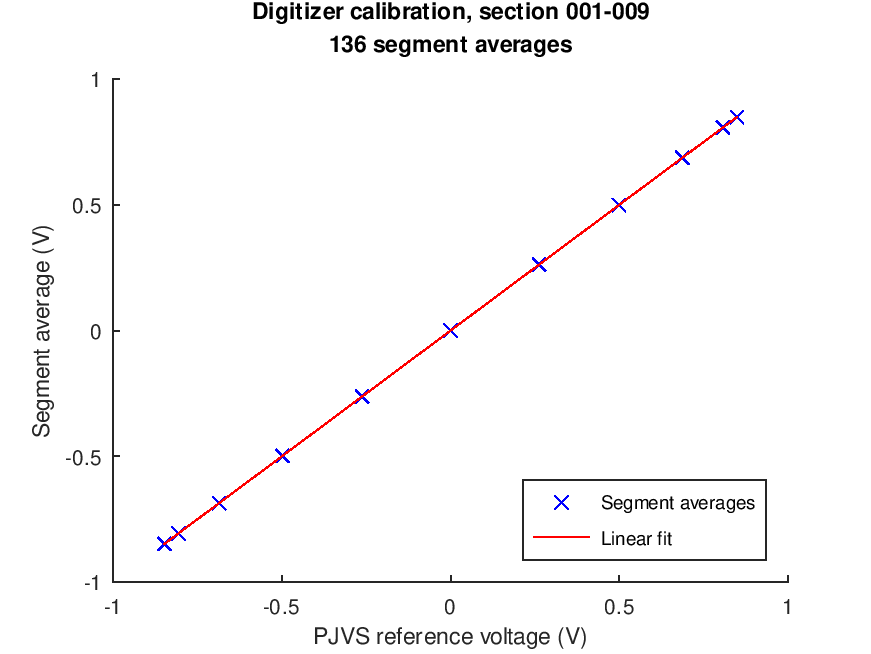 Digitizer calibration, section 001-009
136 segment averages
1
0.5
0
-0.5
-1
Segment average (V)
-1
-0.5
0
0.5
1
PJVS reference voltage (V)
Segment averages
Linear fit